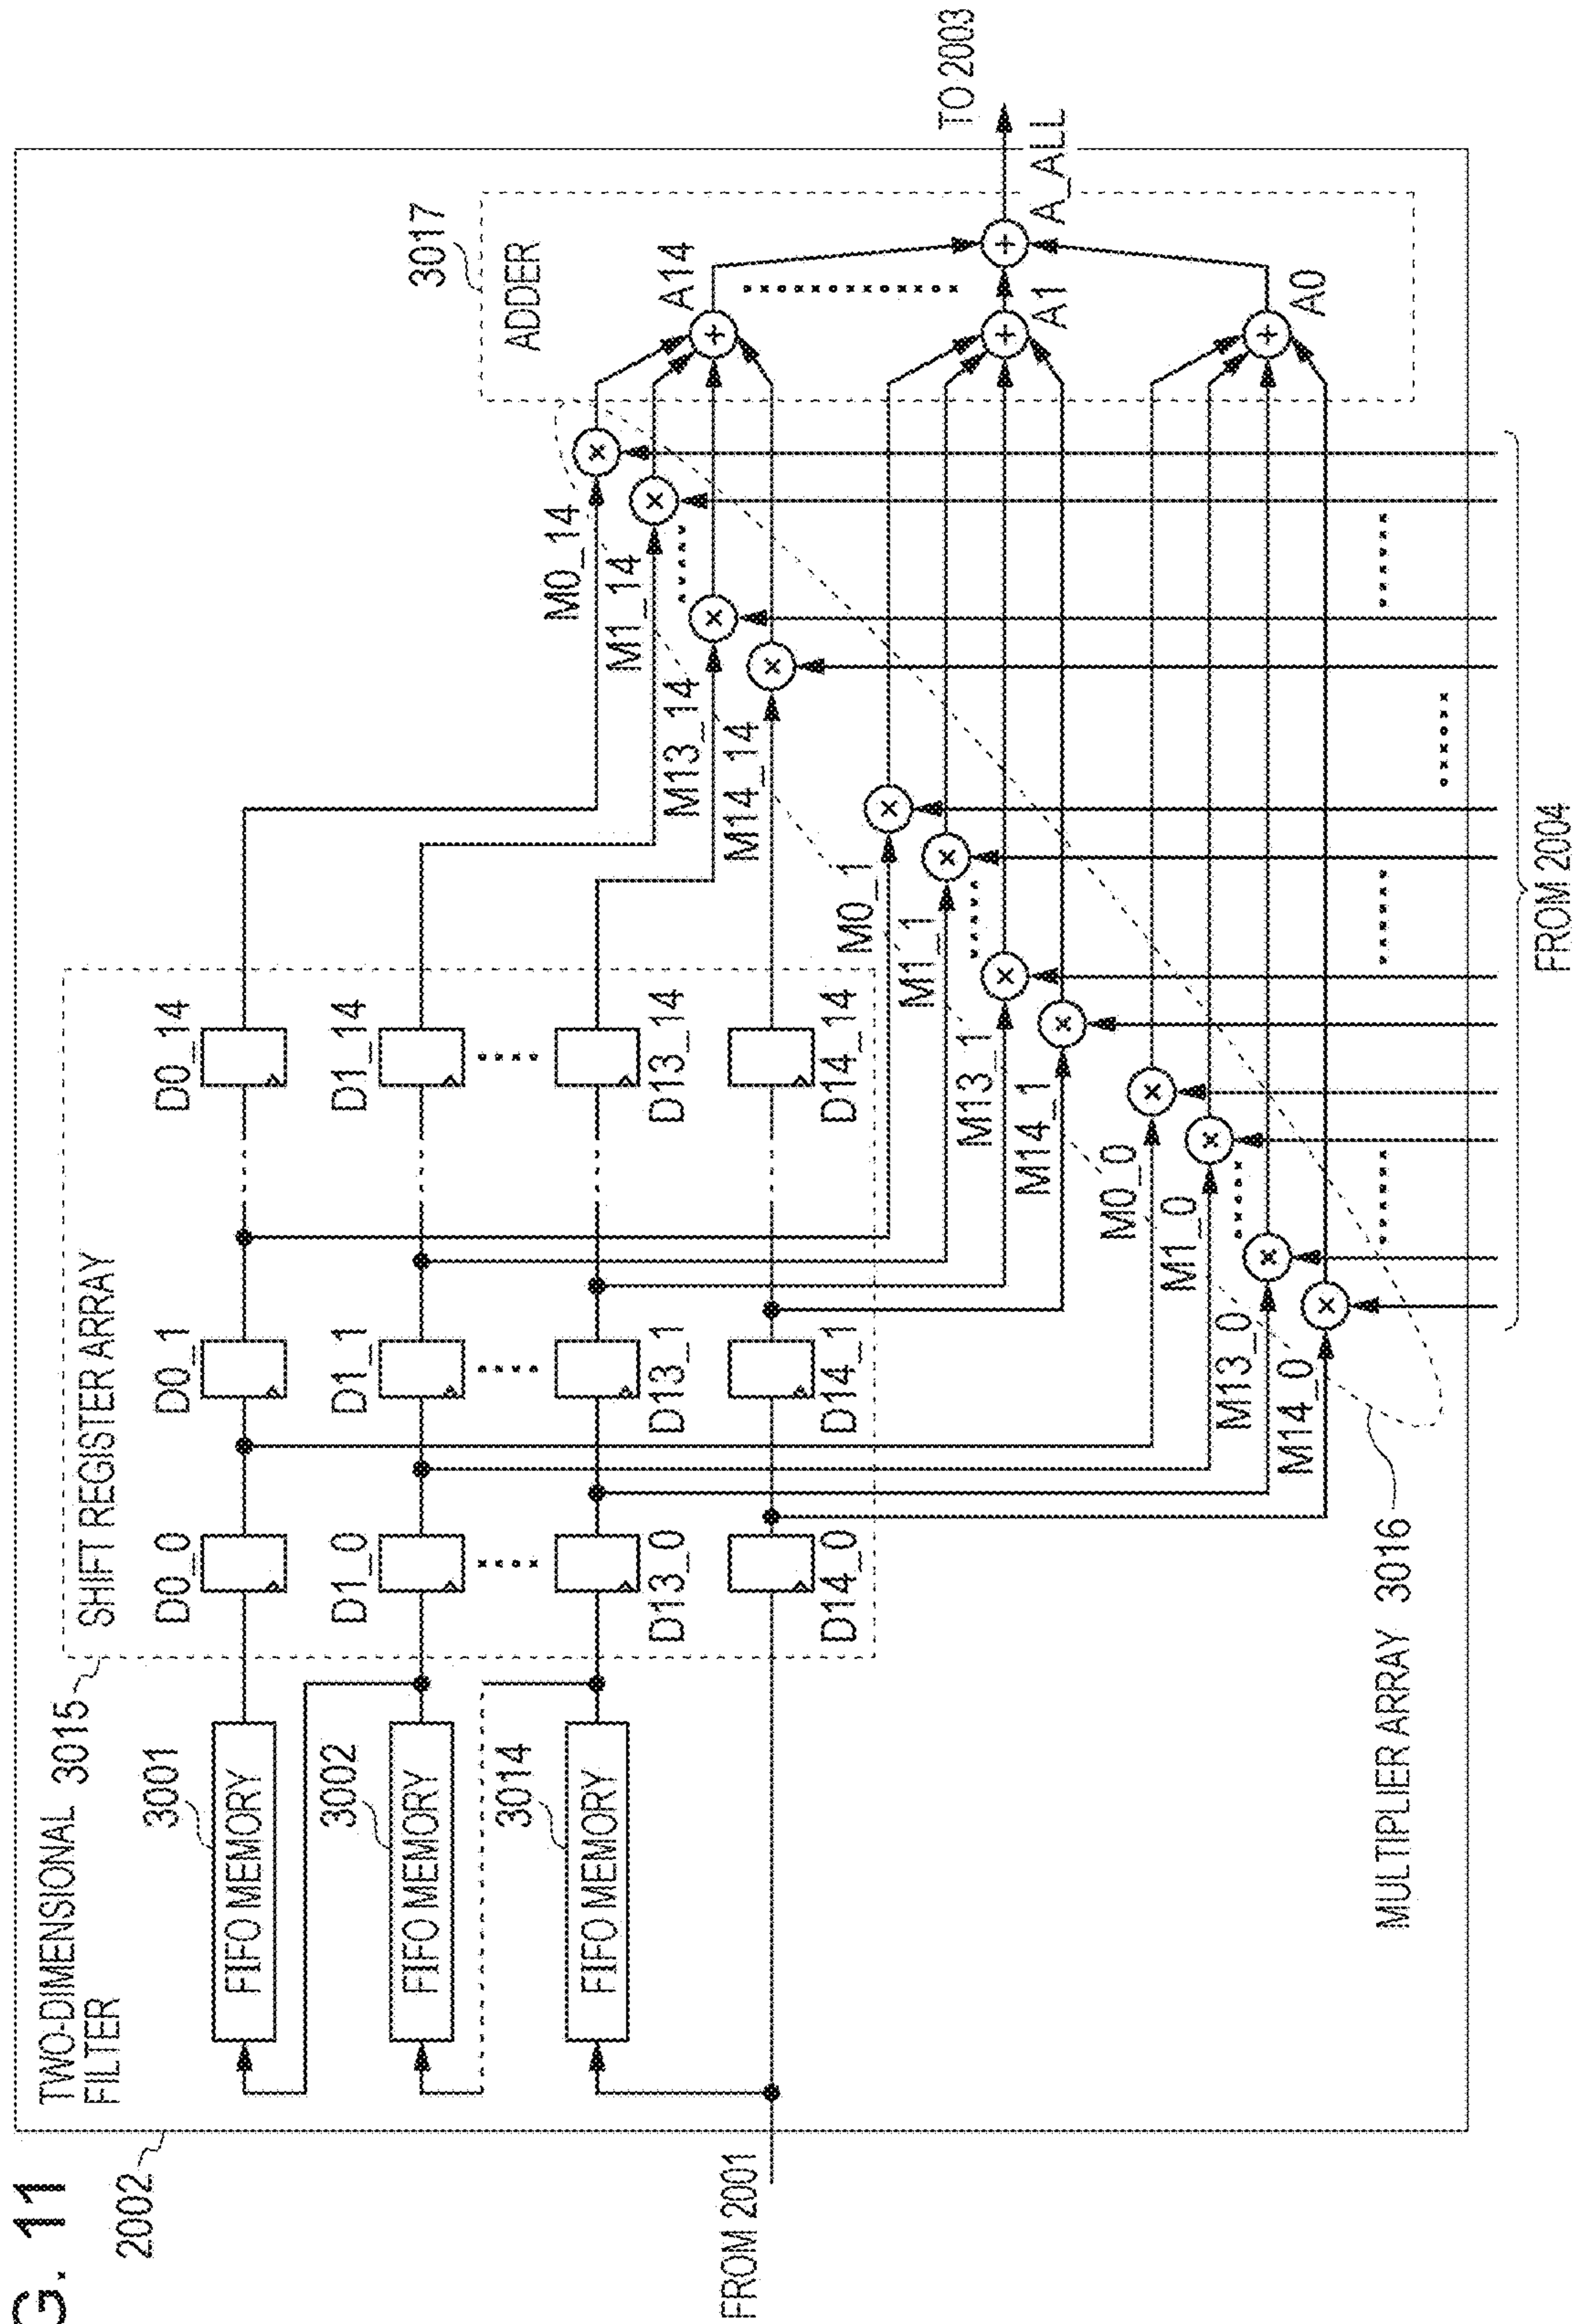 G. 11
2002
TWO-DIMENSIONAL
FILTER
3015
SHIFT REGISTER ARRAY
3001
FIFO MEMORY
D0_0
D0_1
D0_14
3002
FIFO MEMORY
D1_0
D1_1
D1_14
3014
FIFO MEMORY
D13_0
D13_1
D13_14
D14_0
D14_1
D14_14
FROM 2001
3017
ADDER
M0_14
M1_14
M13_14
M14_14
A14
M0_1
M1_1
M13_1
M14_1
A1
A_ALL
TO 2003
M0_0
M1_0
M13_0
M14_0
A0
MULTIPLIER ARRAY 3016
FROM 2004